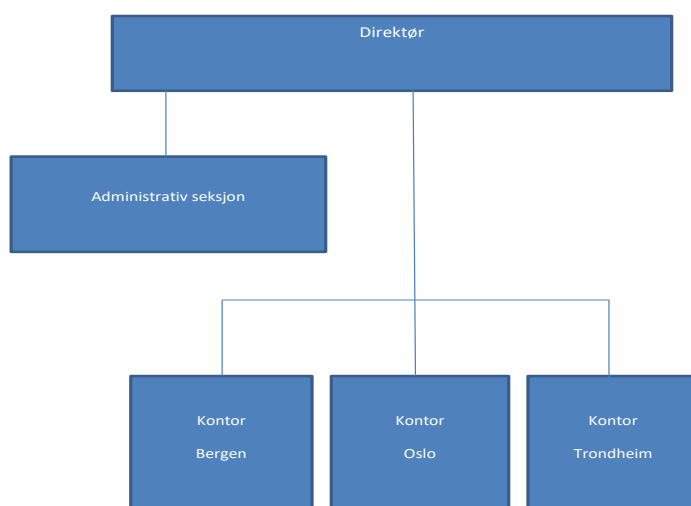 Direktør
Administrativ seksjon
Kontor
Bergen
Kontor
Oslo
Kontor
Trondheim